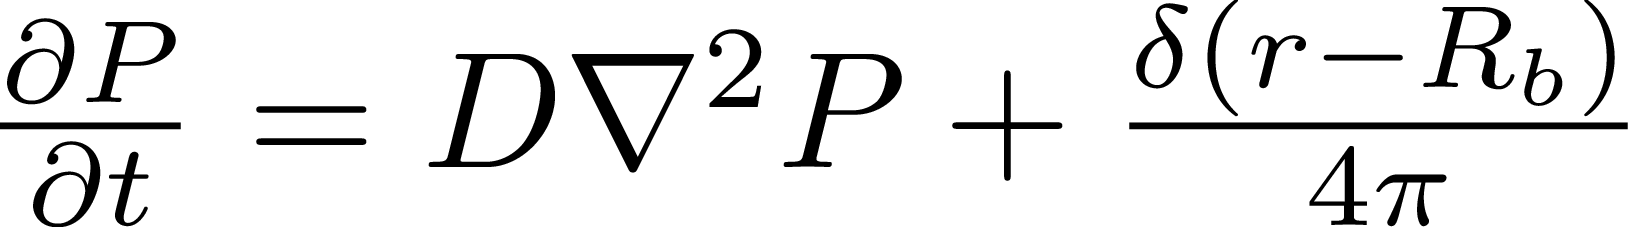 ∂P/∂t = D∇²P + δ(r−R_b)/4π